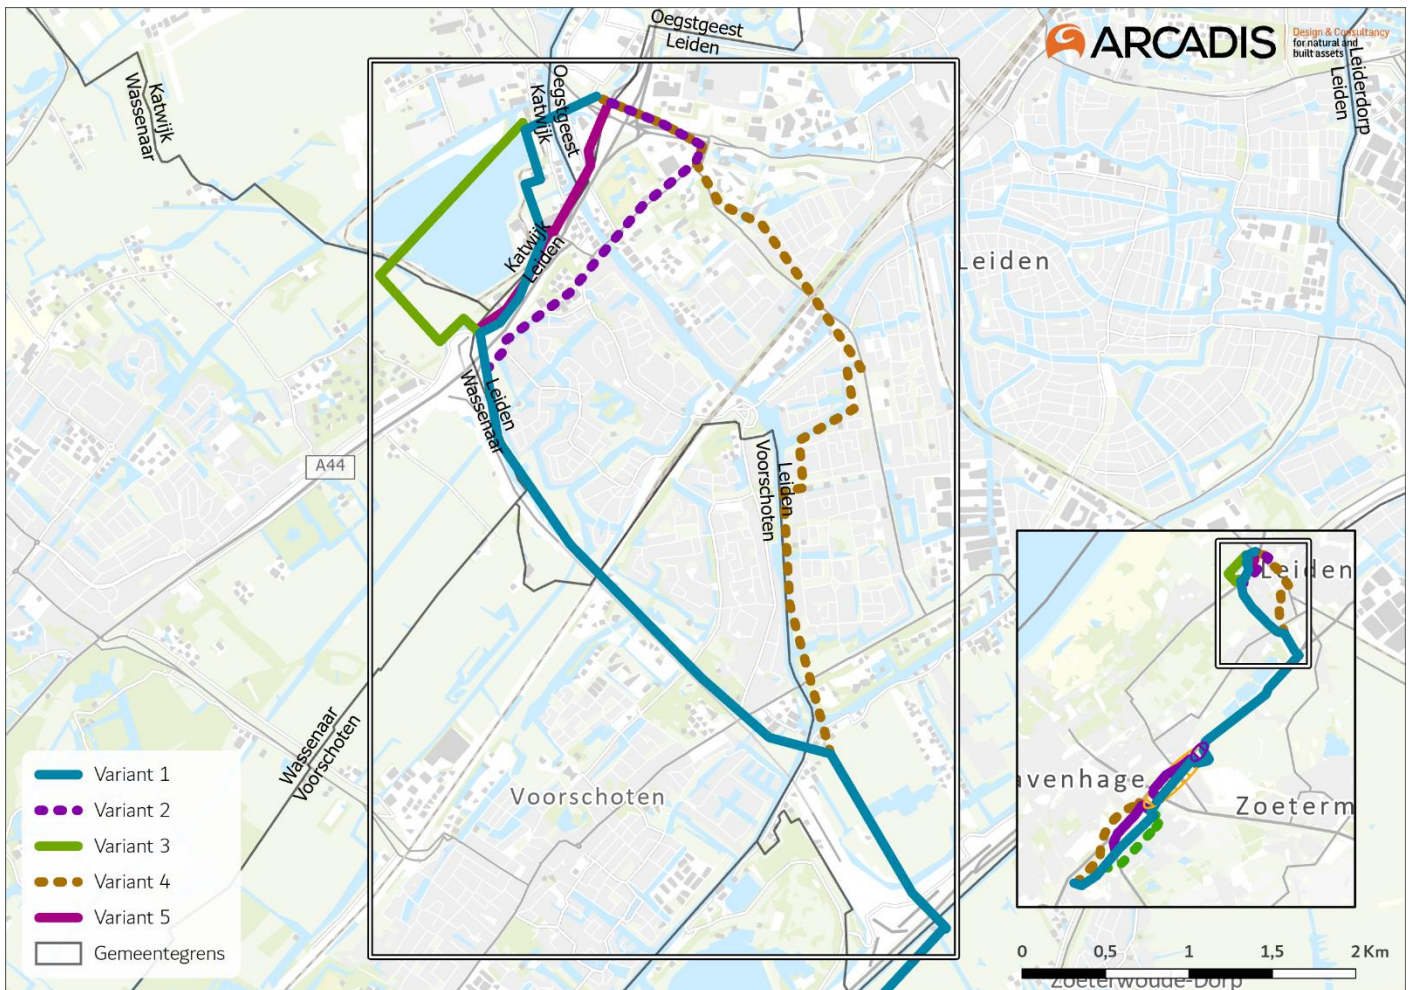 Oegstgeest
Leiden
ARCADIS
Design & Consultancy
for natural and
built assets
Leiderdorp
Leiden
Katwijk
Wassenaar
Oegstgeest
Katwijk
Katwijk
Leiden
Leiden
Leiden
Wassenaar
A44
Leiden
Voorschoten
Wassenaar
Voorschoten
Voorschoten
Variant 1
Variant 2
Variant 3
Variant 4
Variant 5
Gemeentegrens
Leiden
avenhage
Zoeterm
0 0,5 1 1,5 2 Km
Zoeterwoude-Dorp